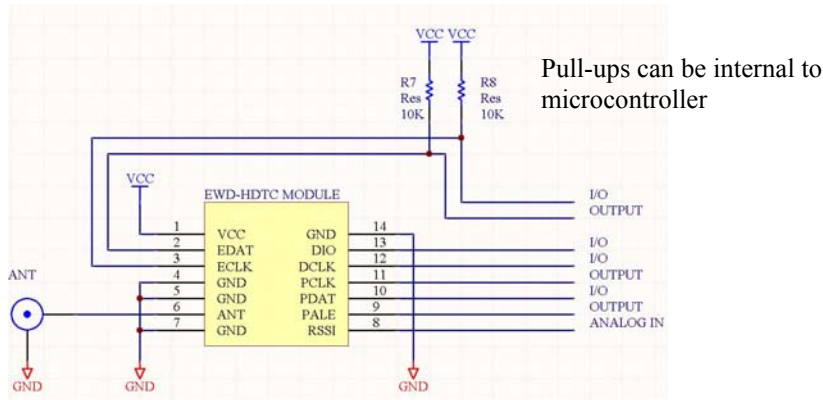 VCC VCC
Pull-ups can be internal to
microcontroller
R7
Res
10K
R8
Res
10K
VCC
EWD-HDTC MODULE
I/O
OUTPUT
1 VCC GND 14
2 EDAT DIO 13 I/O
3 ECLK DCLK 12 I/O
4 GND PCLK 11 OUTPUT
5 GND PDAT 10 I/O
6 ANT PALE 9 OUTPUT
7 GND RSSI 8 ANALOG IN
ANT
GND
GND
GND